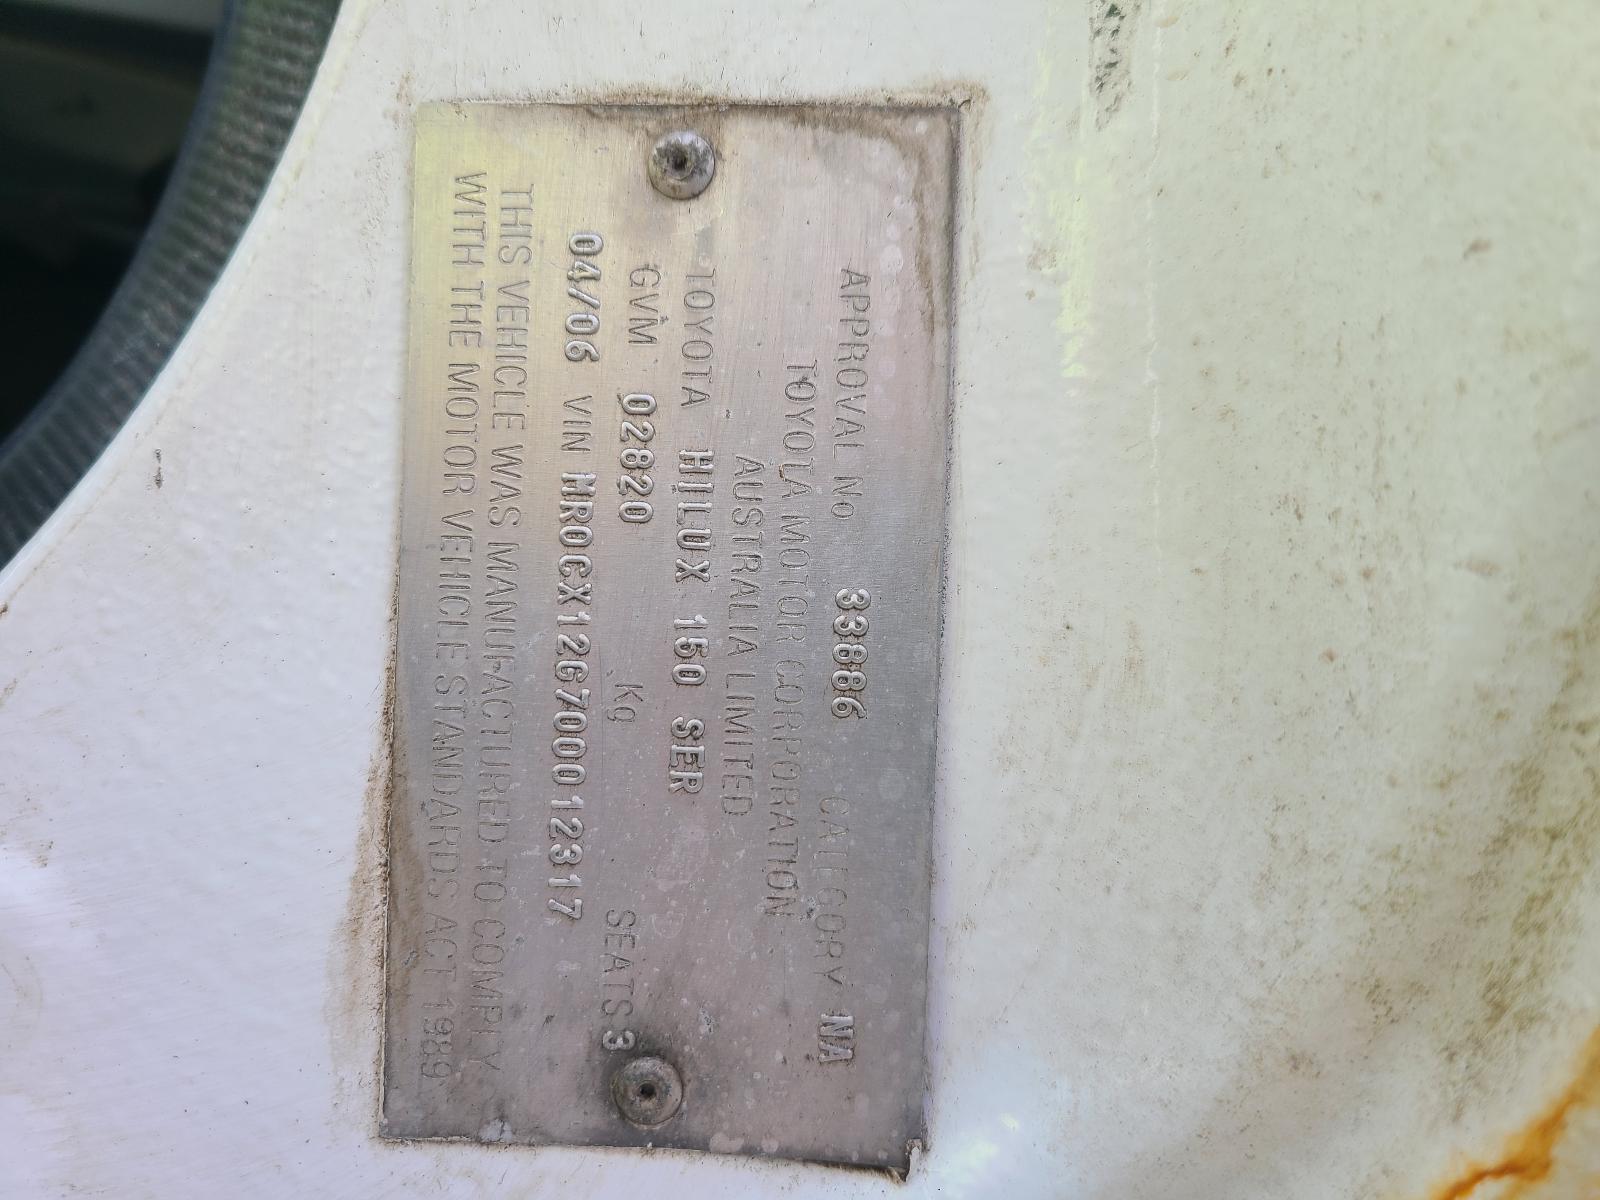 APPROVAL No 33886 CATEGORY NA
TOYOTA MOTOR CORPORATION
AUSTRALIA LIMITED
TOYOTA HILUX 150 SER
GVM 02820 Kg SEATS 3
04/06 VIN MR0CX12G700012317
THIS VEHICLE WAS MANUFACTURED TO COMPLY
WITH THE MOTOR VEHICLE STANDARDS ACT 1989